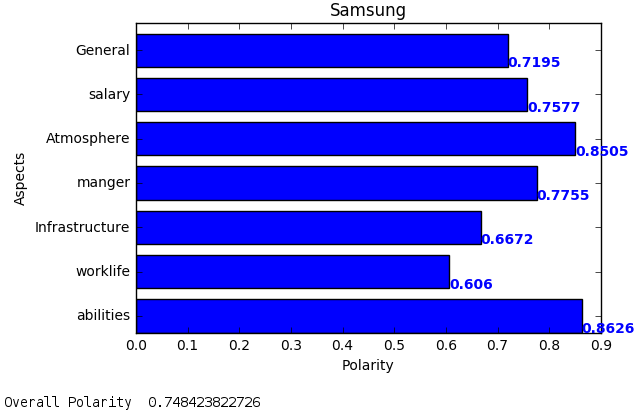 Samsung
General
0.7195
salary
0.7577
Atmosphere
0.8505
manger
0.7755
Infrastructure
0.6672
worklife
0.606
abilities
0.8626
Aspects
0.0 0.1 0.2 0.3 0.4 0.5 0.6 0.7 0.8 0.9
Polarity
Overall Polarity 0.748423822726